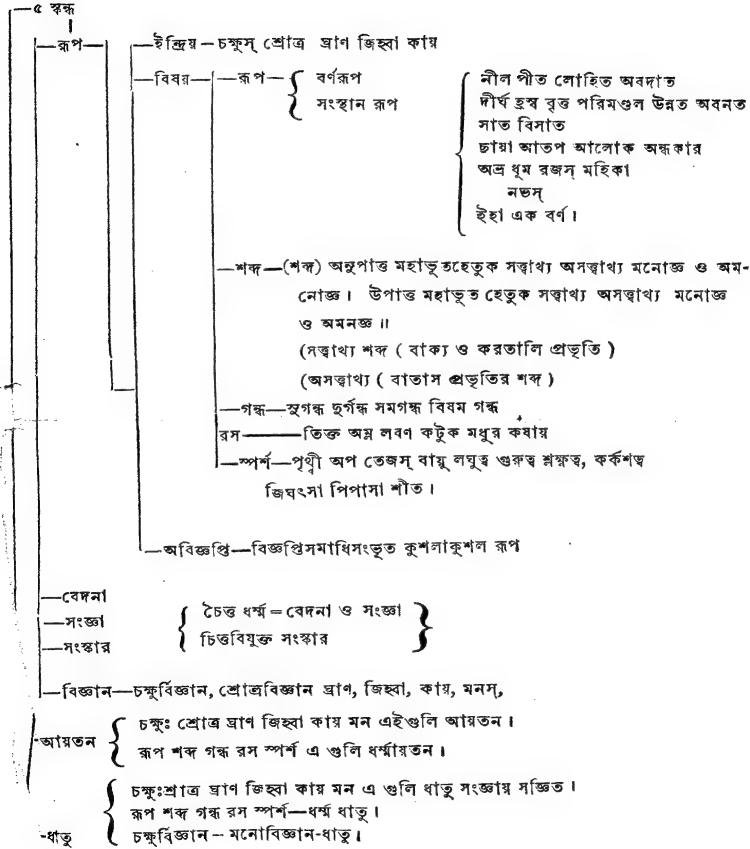 ৫ স্কন্ধ
রূপ
ইন্দ্রিয় – চক্ষুস্ শ্রোত্র ঘ্রাণ জিহ্বা কায়
বিষয় — রূপ — { বর্ণরূপ
সংস্থান রূপ
নীল পীত লোহিত অবদাত
দীর্ঘ হ্রস্ব বৃত্ত পরিমণ্ডল উন্নত অবনত
সাত বিসাত
চায়া আতপ আলোক অন্ধকার
অভ্র ধূম রজস্ মহিকা
নভস্
ইহা এক বর্ণ।
শব্দ — (শব্দ) অনুপাত্ত মহাভূতহেতুক সত্ত্বাখ্য অসত্ত্বাখ্য মনোজ্ঞ ও অম-
নোজ্ঞ। উপাত্ত মহাভূত হেতুক সত্ত্বাখ্য অসত্ত্বাখ্য মনোজ্ঞ
ও অমনজ্ঞ॥
(সত্ত্বাখ্য শব্দ ( বাক্য ও করতালি প্রভৃতি )
(অসত্ত্বাখ্য ( বাতাস প্রভৃতির শব্দ )
গন্ধ — সুগন্ধ দুর্গন্ধ সমগন্ধ বিষম গন্ধ
রস — তিক্ত অম্ল লবণ কটুক মধুর কষায়
স্পর্শ — পৃথ্বী অপ তেজস্ বায়ু লঘুত্ব গুরুত্ব শ্লক্ষত্ব, কর্কশত্ব
জিঘৎসা পিপাসা শীত।
অবিজ্ঞপ্তি — বিজ্ঞপ্তিসমাধিসংভূত কুশলাকুশল রূপ
বেদনা
সংজ্ঞা
সংস্কার
{ চৈত্ত ধর্ম্ম = বেদনা ও সংজ্ঞা }
চিত্তবিযুক্ত সংস্কার
বিজ্ঞান — চক্ষুর্বিজ্ঞান, শ্রোত্রবিজ্ঞান ঘ্রাণ, জিহ্বা, কায়, মনস্,
আয়তন { চক্ষুঃ শ্রোত্র ঘ্রাণ জিহ্বা কায় মন এইগুলি আয়তন।
রূপ শব্দ গন্ধ রস স্পর্শ এ গুলি ধর্ম্মায়তন।
চক্ষুঃশ্রাত্র ঘ্রাণ জিহ্বা কায় মন এ গুলি ধাতু সংজ্ঞায় সজ্ঞিত।
রূপ শব্দ গন্ধ রস স্পর্শ — ধর্ম্ম ধাতু।
-ধাতু { চক্ষুর্বিজ্ঞান – মনোবিজ্ঞান-ধাতু।